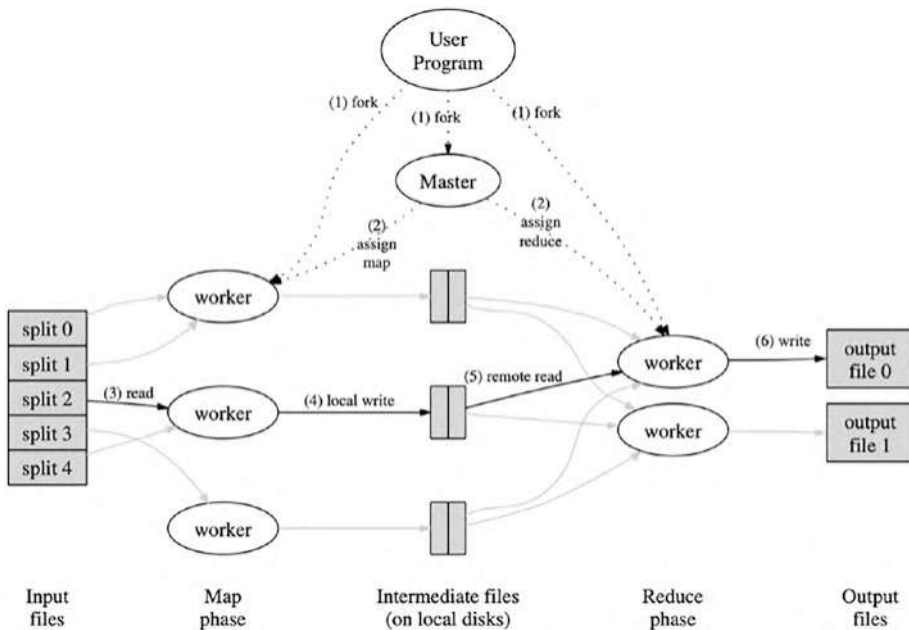 User
Program
(1) fork
(1) fork
(1) fork
Master
(2)
assign
map
(2)
assign
reduce
worker
split 0
split 1
split 2
split 3
split 4
(3) read
worker
(4) local write
(5) remote read
worker
(6) write
output
file 0
worker
output
file 1
worker
Input
files
Map
phase
Intermediate files
(on local disks)
Reduce
phase
Output
files